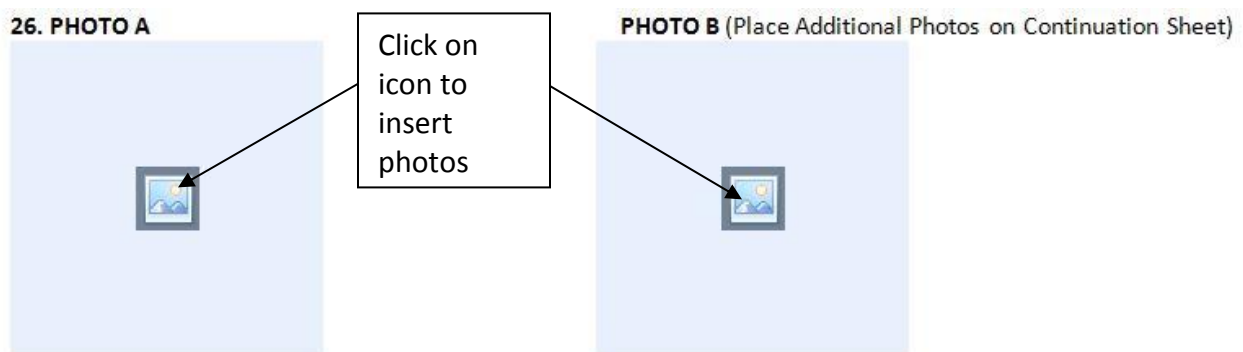 26. PHOTO A
PHOTO B (Place Additional Photos on Continuation Sheet)
Click on
icon to
insert
photos